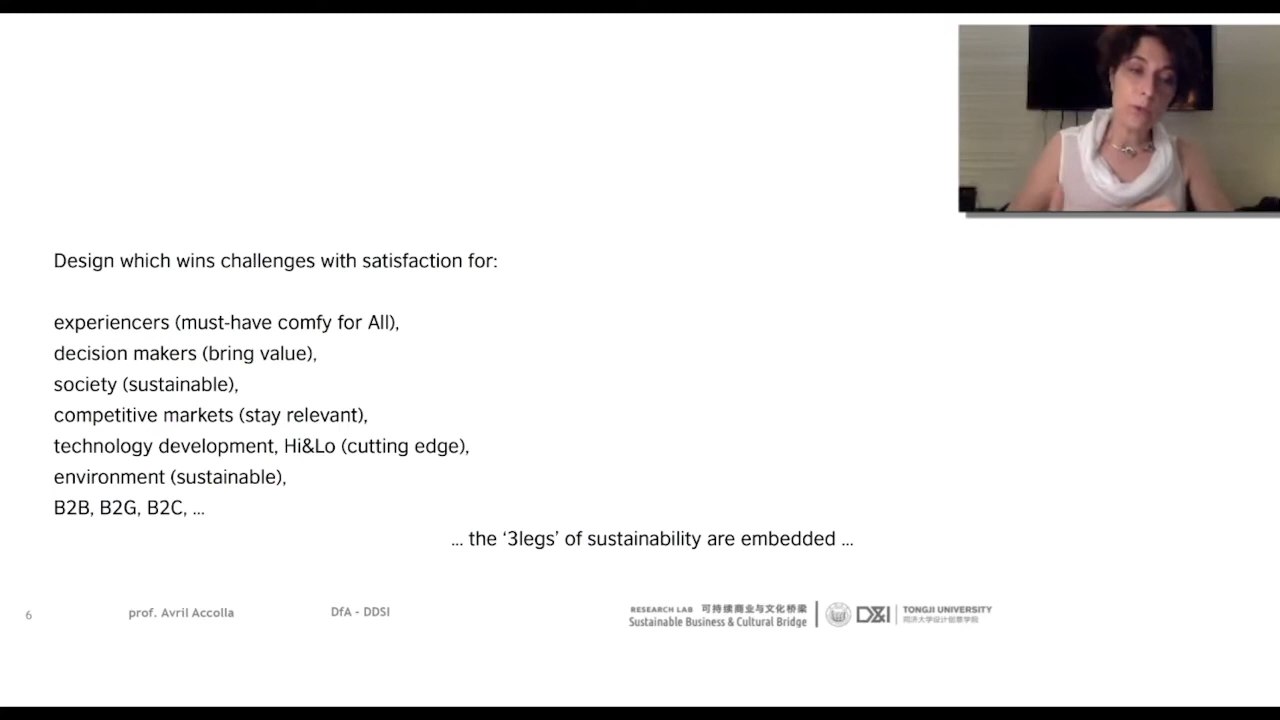 Design which wins challenges with satisfaction for:
experiencers (must-have comfy for All),
decision makers (bring value),
society (sustainable),
competitive markets (stay relevant),
technology development, Hi&Lo (cutting edge),
environment (sustainable),
B2B, B2G, B2C, ...
... the ‘3legs’ of sustainability are embedded ...
6
prof. Avril Accolla
DfA - DDSI
RESEARCH LAB 可持续商业与文化桥梁
Sustainable Business & Cultural Bridge
D&I
TONGJI UNIVERSITY
同济大学设计创意学院